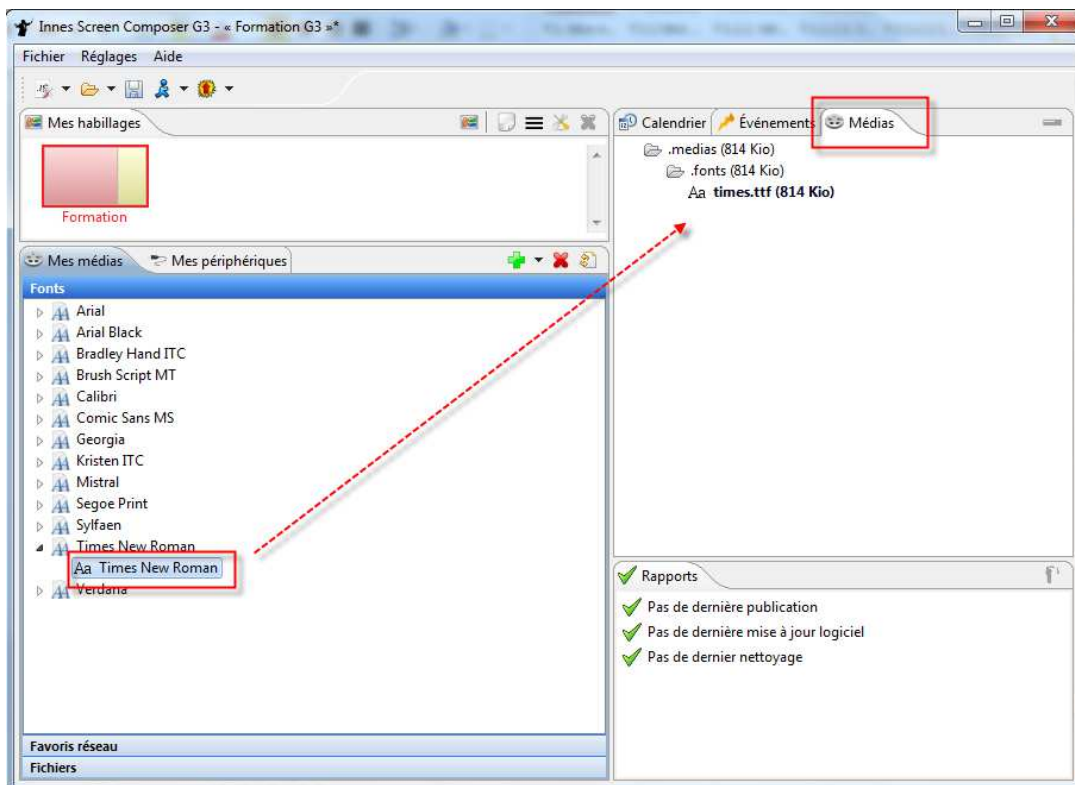 Innes Screen Composer G3 - « Formation G3 »*
Fichier Réglages Aide
Mes habillages
Formation
Mes médias Mes périphériques
Fonts
Arial
Arial Black
Bradley Hand ITC
Brush Script MT
Calibri
Comic Sans MS
Georgia
Kristen ITC
Mistral
Segoe Print
Sylfaen
Times New Roman
Aa Times New Roman
Verdana
Favoris réseau
Fichiers
Calendrier Événements Médias
.medias (814 Kio)
.fonts (814 Kio)
Aa times.ttf (814 Kio)
Rapports
Pas de dernière publication
Pas de dernière mise à jour logiciel
Pas de dernier nettoyage